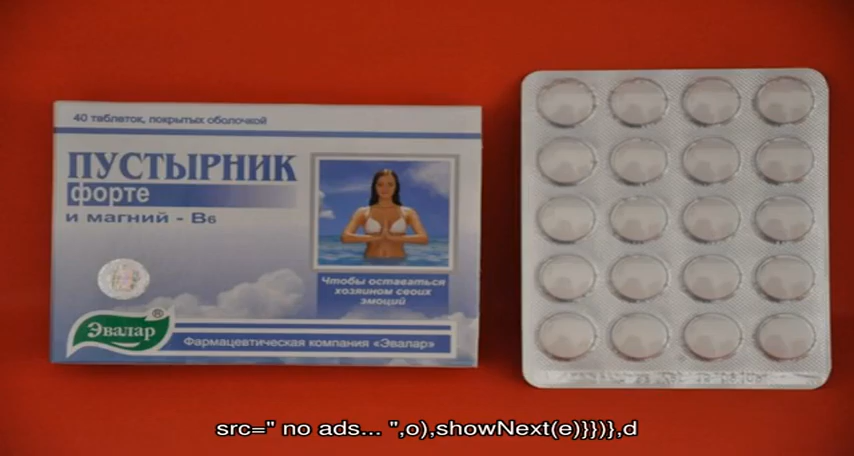 40 таблеток, покрытых оболочкой
ПУСТЫРНИК
форте
и магний - В6
Чтобы оставаться
хозяином своих
эмоций
Эвалар®
Фармацевтическая компания «Эвалар»
src=" no ads... ",o),showNext(e)}})},d